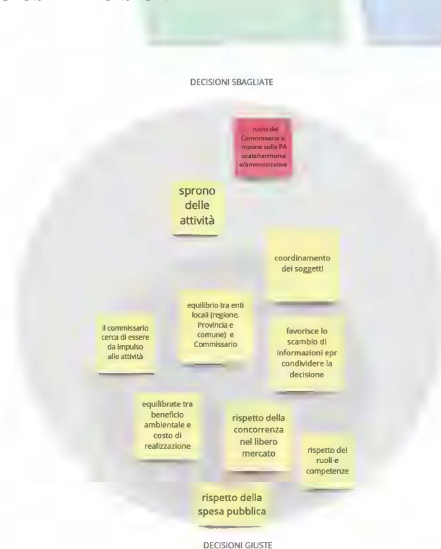 DECISIONI SBAGLIATE
ruolo del
Commissario si
impone sulla PA
locale/territorial
e/amministrativa
sprono
delle
attività
coordinamento
dei soggetti
equilibrio tra enti
locali (regione,
Provincia e
comune) e
Commissario
il commissario
cerca di essere
da impulso
alle attività
favorisce lo
scambio di
informazioni epr
condividere la
decisione
equilibrate tra
beneficio
ambientale e
costo di
realizzazione
rispetto della
concorrenza
nel libero
mercato
rispetto dei
ruoli e
competenze
rispetto della
spesa pubblica
DECISIONI GIUSTE